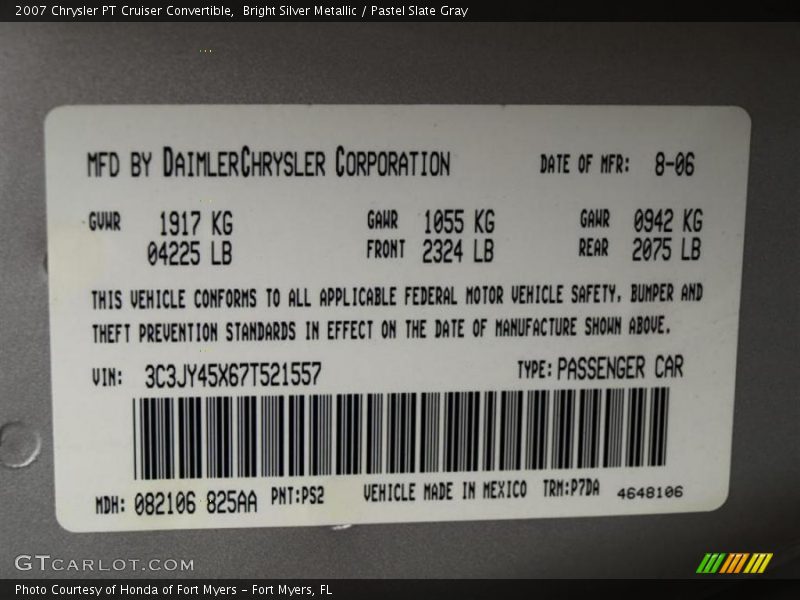 2007 Chrysler PT Cruiser Convertible,  Bright Silver Metallic / Pastel Slate Gray
MFD BY DAIMLERCHRYSLER CORPORATION DATE OF MFR: 8-06
GVWR 1917 KG GAWR 1055 KG GAWR 0942 KG
04225 LB FRONT 2324 LB REAR 2075 LB
THIS VEHICLE CONFORMS TO ALL APPLICABLE FEDERAL MOTOR VEHICLE SAFETY, BUMPER AND
THEFT PREVENTION STANDARDS IN EFFECT ON THE DATE OF MANUFACTURE SHOWN ABOVE.
VIN: 3C3JY45X67T521557 TYPE: PASSENGER CAR
MDH: 082106 825AA PNT:PS2 VEHICLE MADE IN MEXICO TRM:P7DA 4648106
GTCARLOT.COM
Photo Courtesy of Honda of Fort Myers - Fort Myers, FL